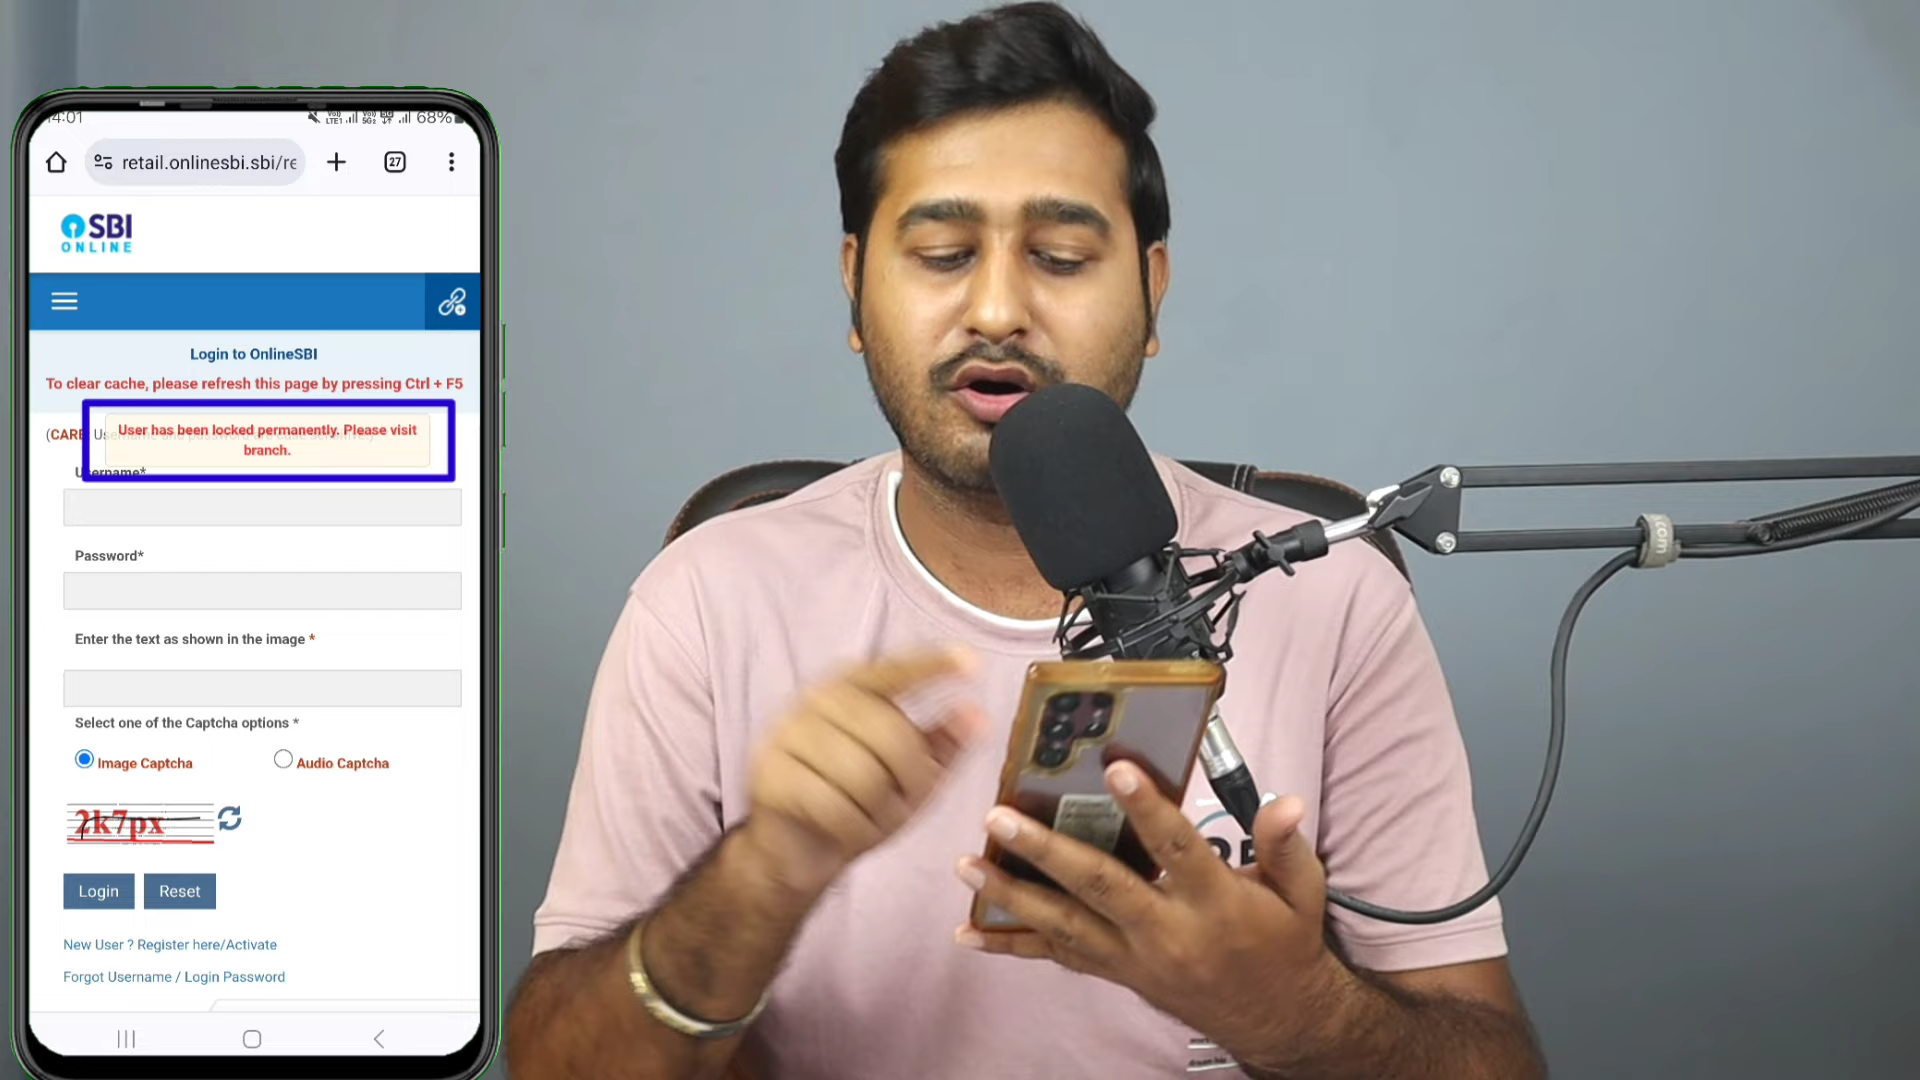 14:01
68%
retail.onlinesbi.sbi/re
27
SBI
ONLINE
Login to OnlineSBI
To clear cache, please refresh this page by pressing Ctrl + F5
User has been locked permanently. Please visit
branch.
(CARE
Username*
Password*
Enter the text as shown in the image *
Select one of the Captcha options *
Image Captcha
Audio Captcha
2k7px
Login
Reset
New User ? Register here/Activate
Forgot Username / Login Password
.com